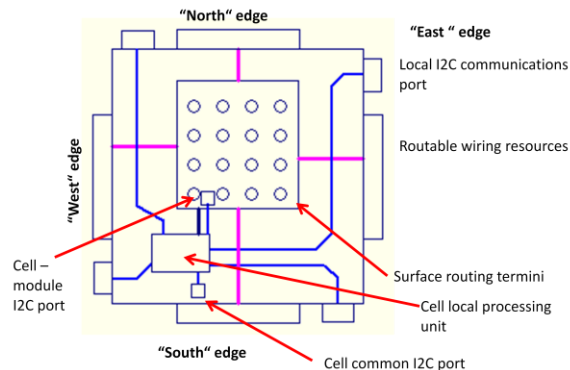 “North“ edge
“East “ edge
Local I2C communications
port
Routable wiring resources
“West“ edge
Cell –
module
I2C port
Surface routing termini
Cell local processing
unit
“South“ edge
Cell common I2C port